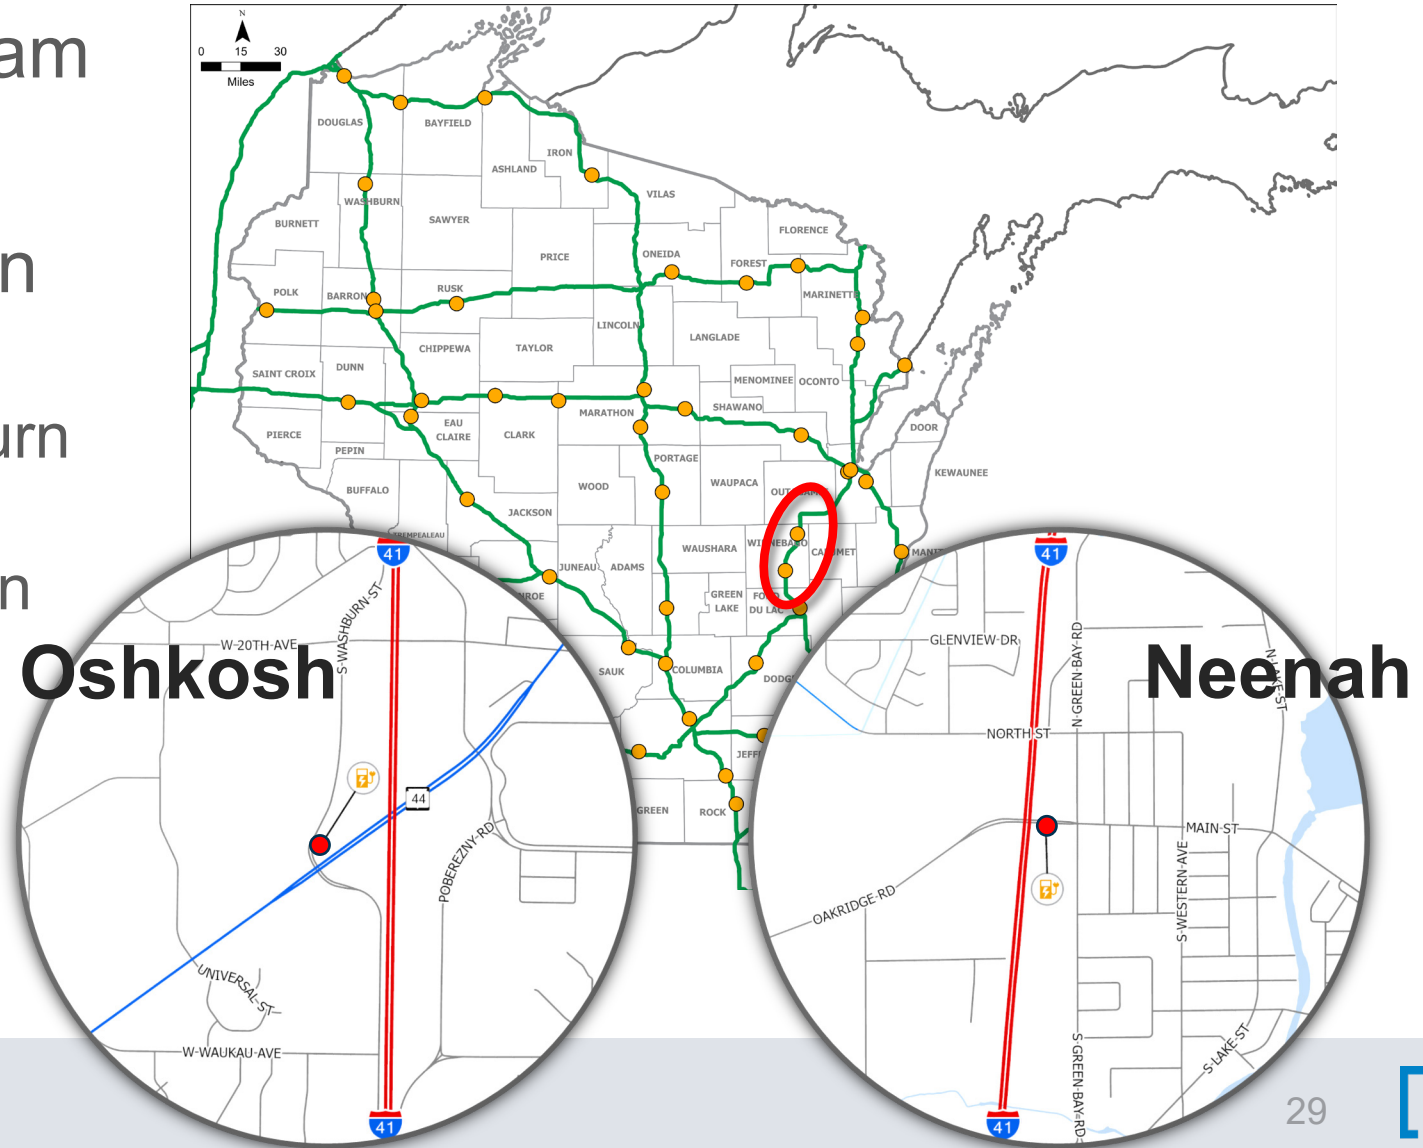 am
n
urn
n
N
0 15 30
Miles
DOUGLAS
BAYFIELD
ASHLAND
IRON
VILAS
WASHBURN
BURNETT
SAWYER
FLORENCE
PRICE
ONEIDA
FOREST
POLK
BARRON
RUSK
MARINETTE
LINCOLN
LANGLADE
CHIPPEWA
TAYLOR
SAINT CROIX
DUNN
MENOMINEE
OCONTO
SHAWANO
MARATHON
EAU
CLAIRE
CLARK
DOOR
PIERCE
PEPIN
PORTAGE
KEWAUNEE
BUFFALO
WOOD
WAUPACA
JACKSON
TREMPEALEAU
WAUSHARA
JUNEAU
ADAMS
GREEN
LAKE
FOND
DU LAC
SAUK
COLUMBIA
GREEN
ROCK
Oshkosh
41
S-WASHBURN-ST
W-20TH-AVE
44
POBEREZNY-RD
UNIVERSAL-ST
W-WAUKAU-AVE
41
Neenah
41
GLENVIEW-DR
N-GREEN-BAY-RD
N-LAKE-ST
NORTH-ST
MAIN-ST
S-WESTERN-AVE
OAKRIDGE-RD
S-GREEN-BAY-RD
S-LAKE-ST
41
29